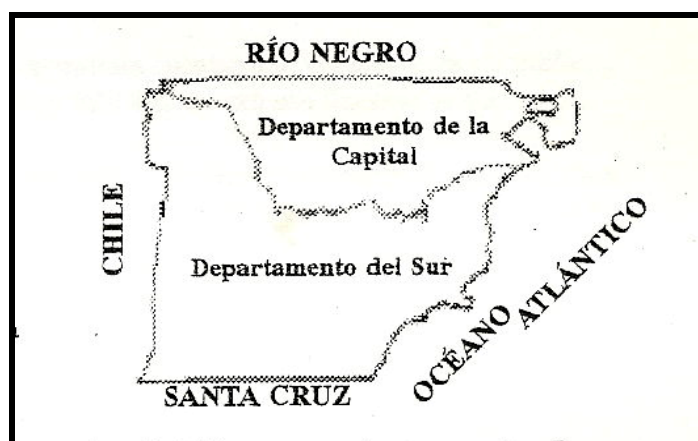 RÍO NEGRO
Departamento de la
Capital
CHILE
Departamento del Sur
OCÉANO ATLÁNTICO
SANTA CRUZ